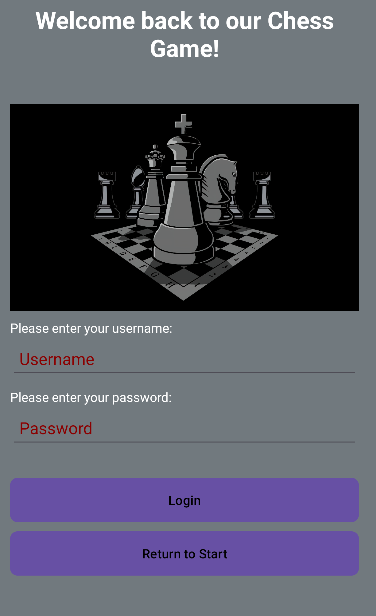 Welcome back to our Chess
Game!
Please enter your username:
Username
Please enter your password:
Password
Login
Return to Start